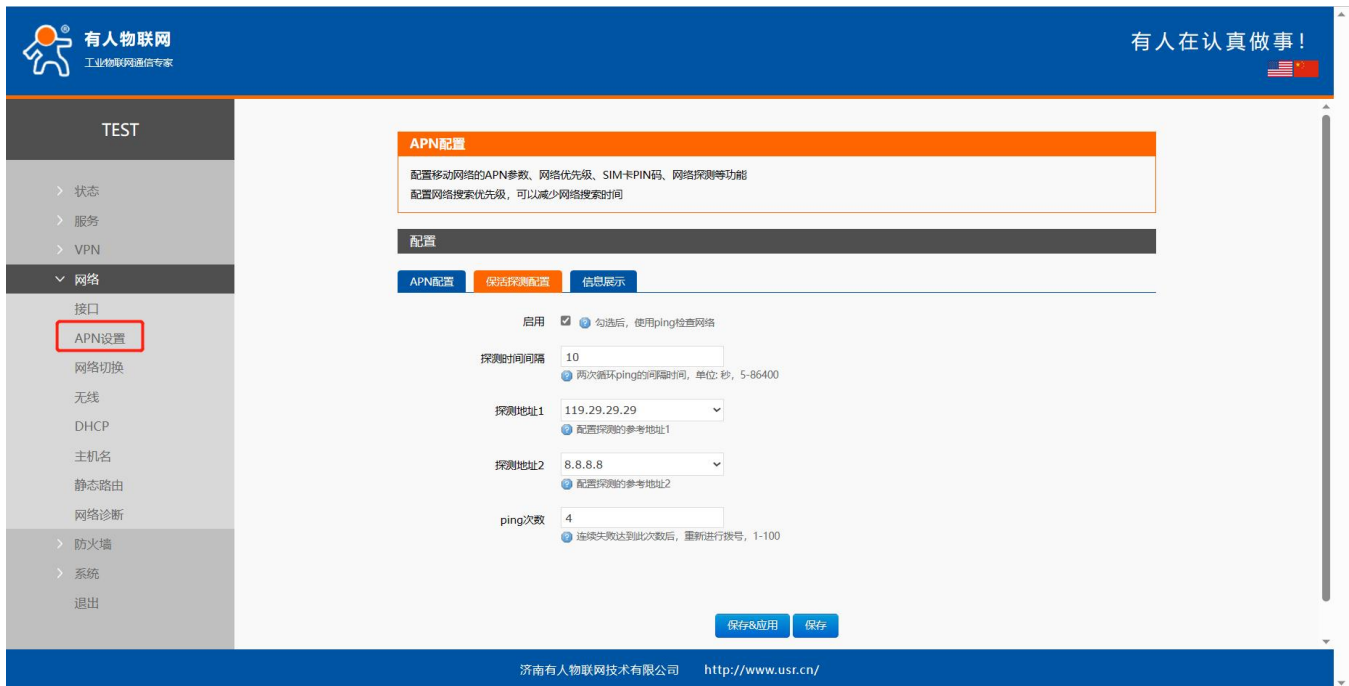 有人物联网
工业物联网通信专家
有人在认真做事！
TEST
状态
服务
VPN
网络
接口
APN设置
网络切换
无线
DHCP
主机名
静态路由
网络诊断
防火墙
系统
退出
APN配置
配置移动网络的APN参数、网络优先级、SIM卡PIN码、网络探测等功能
配置网络搜索优先级，可以减少网络搜索时间
配置
APN配置 保活探测配置 信息展示
启用 勾选后，使用ping检查网络
探测时间间隔 10
两次循环ping的间隔时间，单位: 秒，5-86400
探测地址1 119.29.29.29
配置探测的参考地址1
探测地址2 8.8.8.8
配置探测的参考地址2
ping次数 4
连续失败达到此次数后，重新进行拨号，1-100
保存&应用 保存
济南有人物联网技术有限公司 http://www.usr.cn/